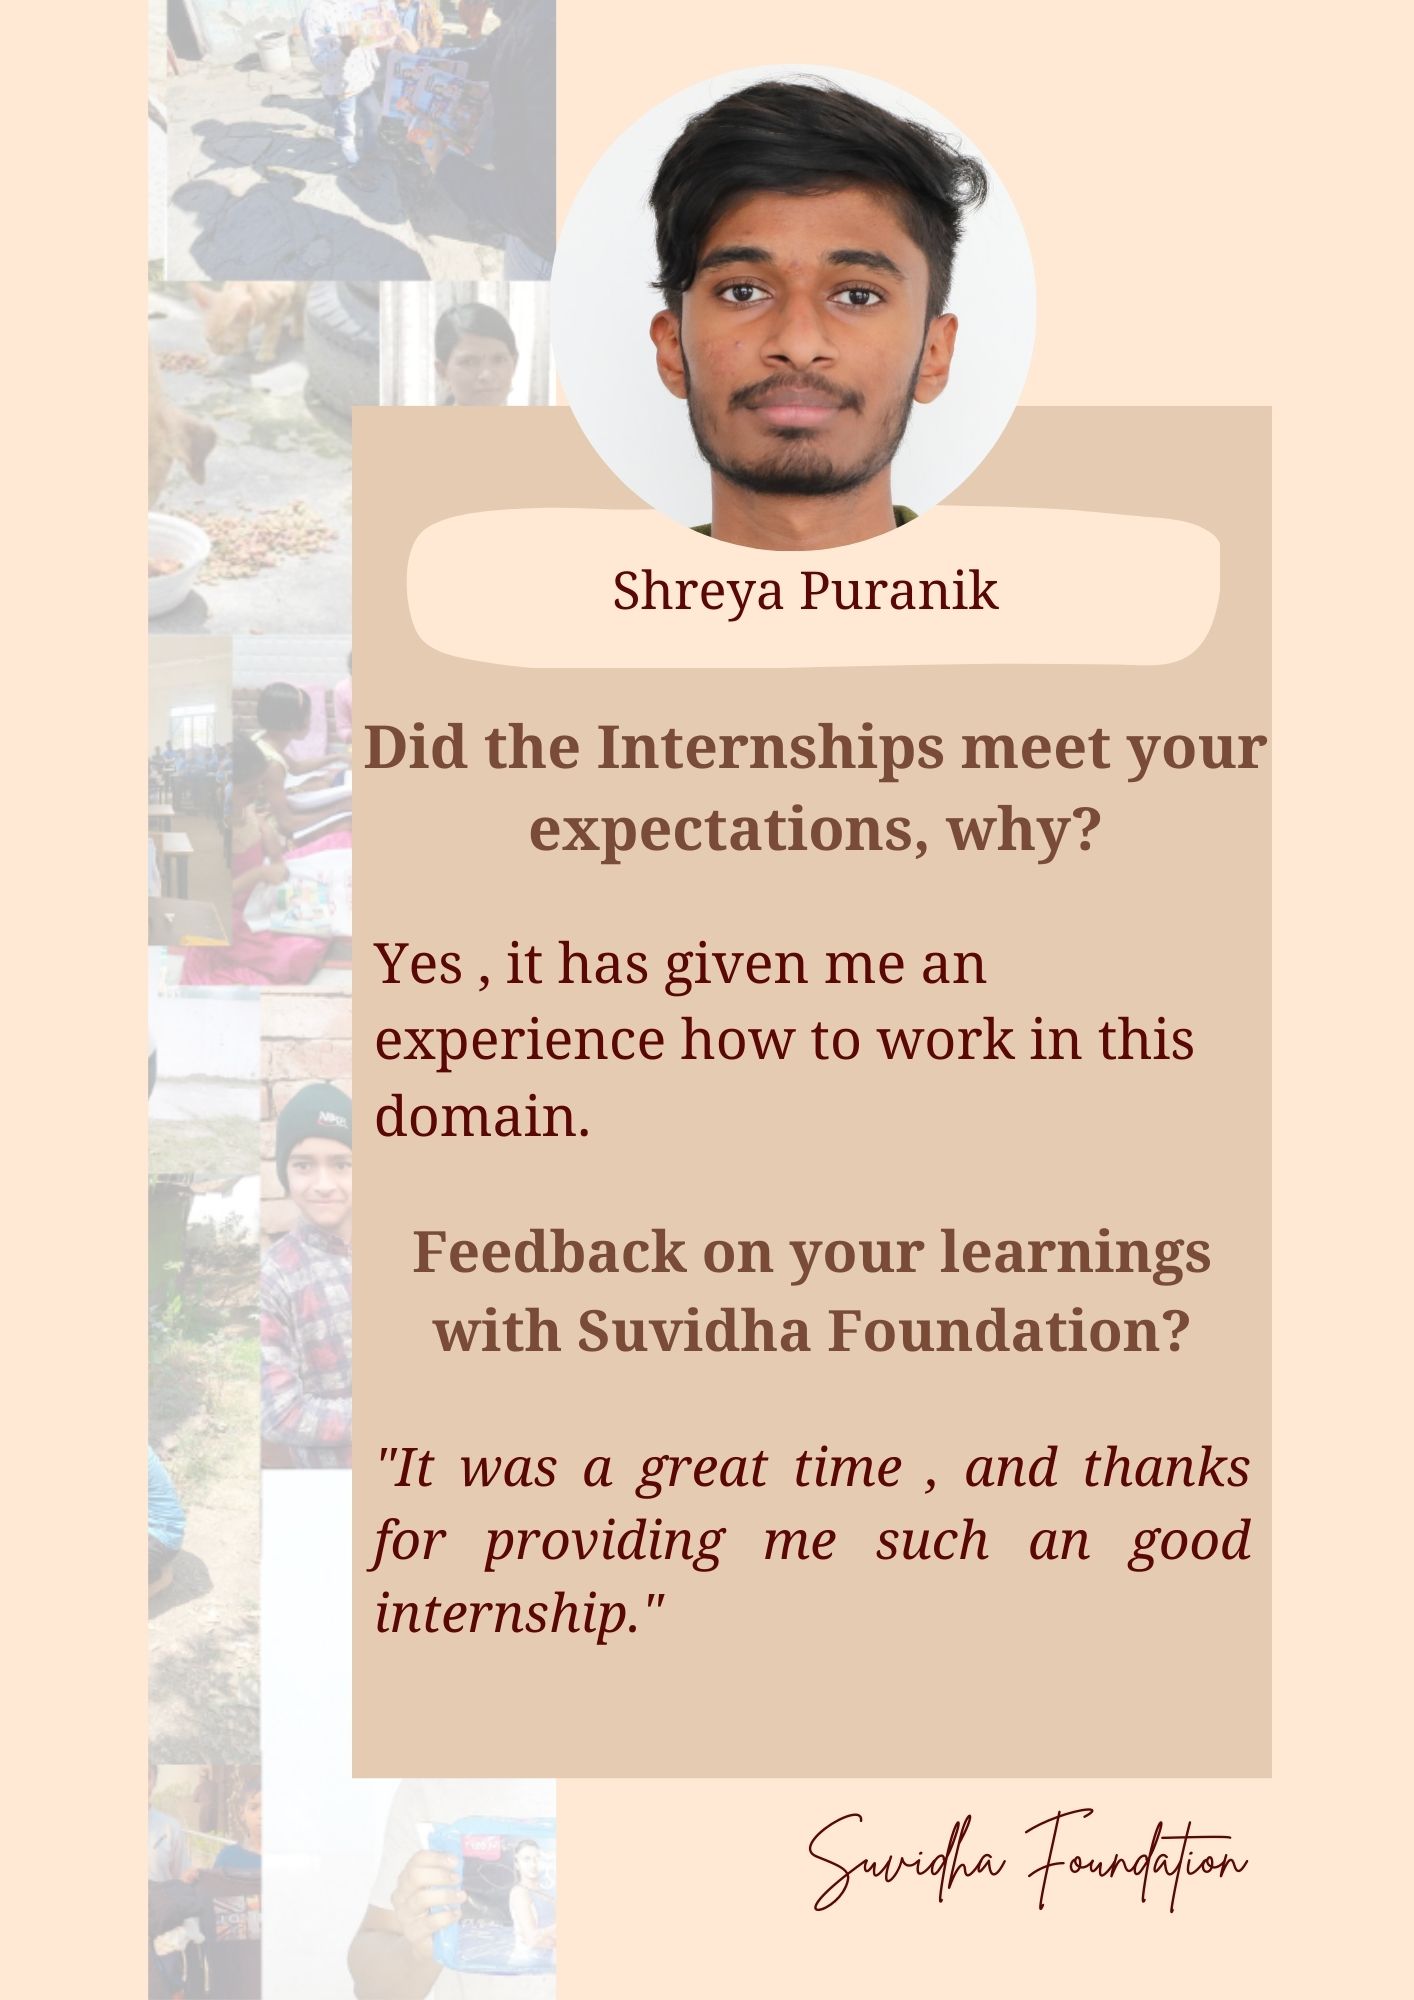 Shreya Puranik
Did the Internships meet your
expectations, why?
Yes , it has given me an
experience how to work in this
domain.
Feedback on your learnings
with Suvidha Foundation?
"It was a great time , and thanks
for providing me such an good
internship."
Suvidha Foundation